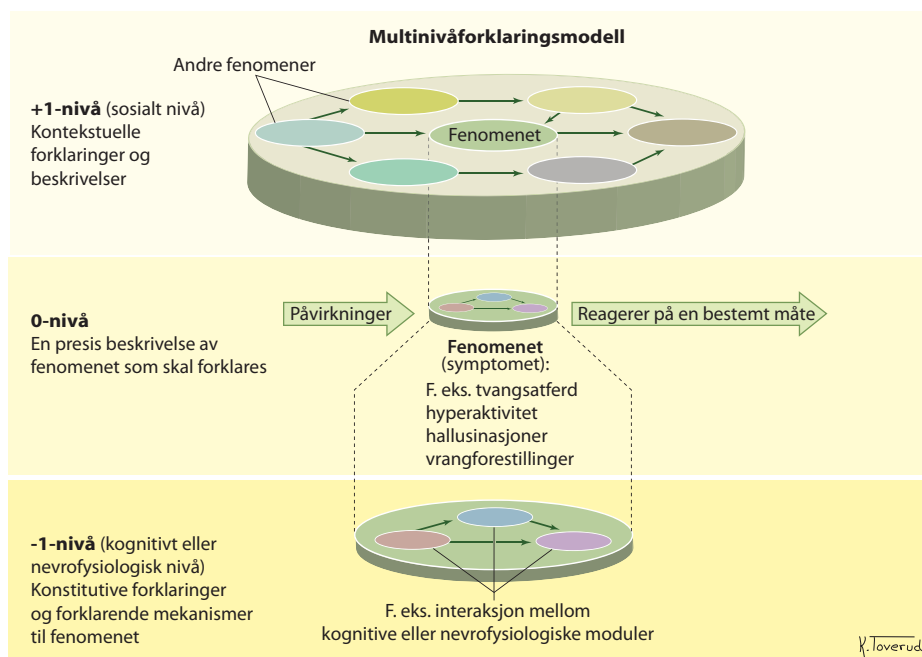 Multinivåforklaringsmodell
Andre fenomener
+1-nivå (sosialt nivå)
Kontekstuelle
forklaringer og
beskrivelser
Fenomenet
0-nivå
En presis beskrivelse av
fenomenet som skal forklares
Påvirkninger
Reagerer på en bestemt måte
Fenomenet
(symptomet):
F. eks. tvangsatferd
hyperaktivitet
hallusinasjoner
vrangforestillinger
-1-nivå (kognitivt eller
nevrofysiologisk nivå)
Konstitutive forklaringer
og forklarende mekanismer
til fenomenet
F. eks. interaksjon mellom
kognitive eller nevrofysiologiske moduler
K. Toverud